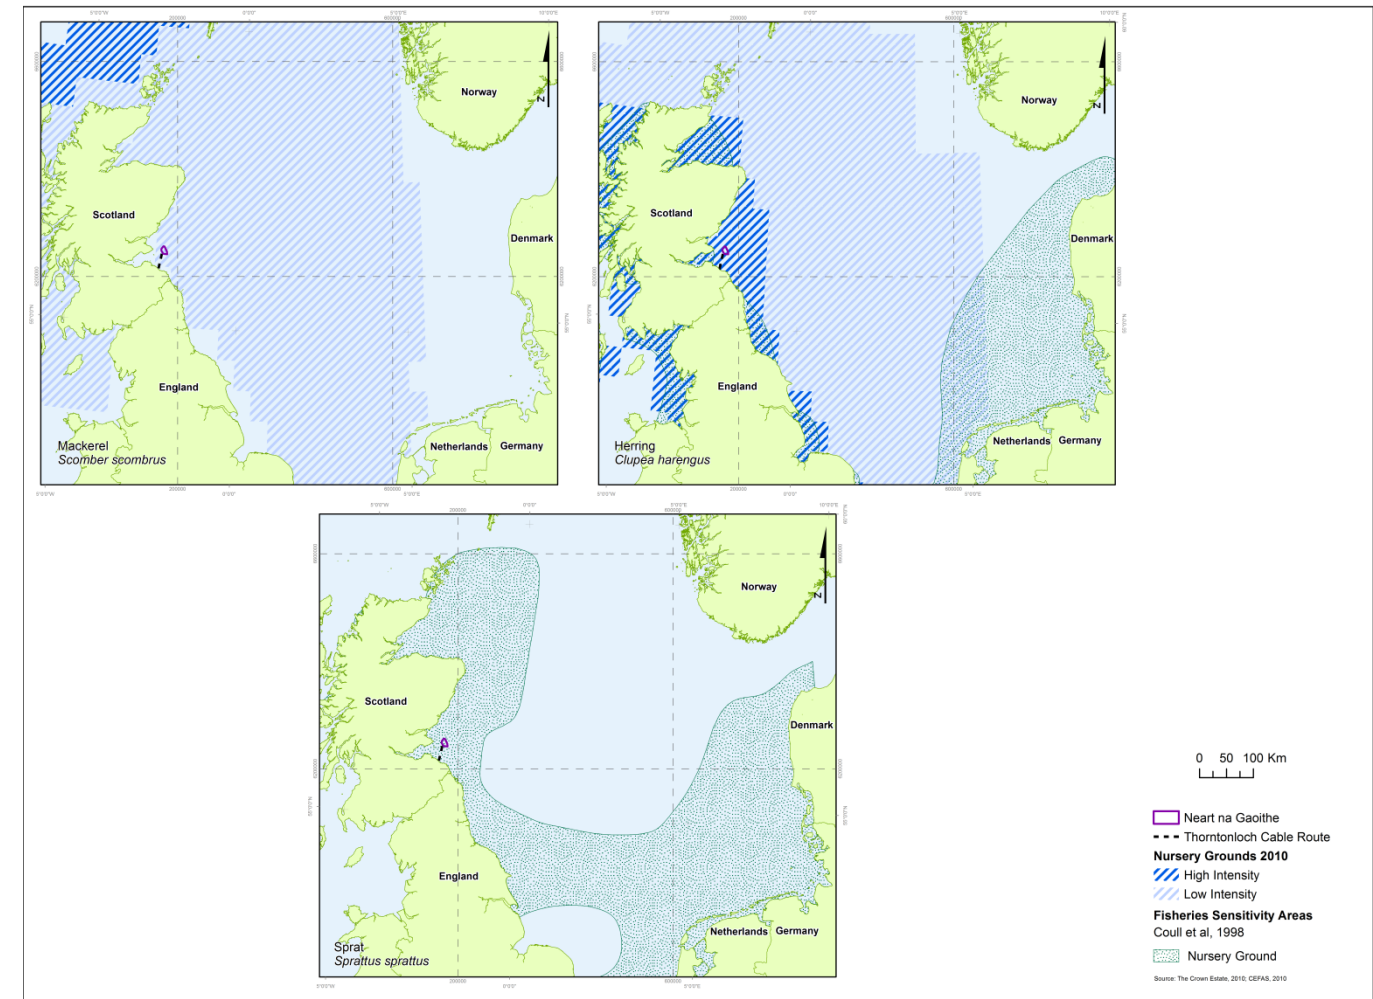 Norway
Scotland
Denmark
England
Netherlands
Germany
Mackerel
Scomber scombrus
N
Norway
Scotland
Denmark
England
Netherlands
Germany
Herring
Clupea harengus
N
Norway
Scotland
Denmark
England
Netherlands
Germany
Sprat
Sprattus sprattus
N
0 50 100 Km
Neart na Gaoithe
Thorntonloch Cable Route
Nursery Grounds 2010
High Intensity
Low Intensity
Fisheries Sensitivity Areas
Coull et al, 1998
Nursery Ground
Source: The Crown Estate, 2010; CEFAS, 2010